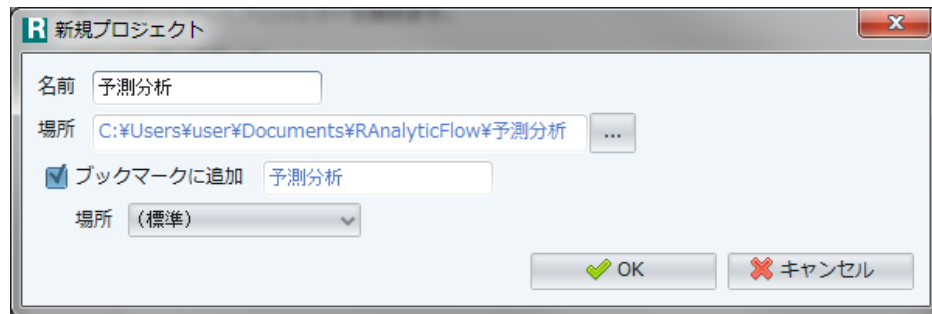 R 新規プロジェクト
名前 予測分析
場所 C:¥Users¥user¥Documents¥RAnalyticFlow¥予測分析 ...
ブックマークに追加 予測分析
場所 (標準)
OK キャンセル